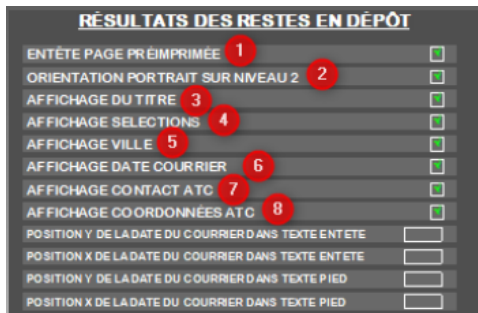 RÉSULTATS DES RESTES EN DÉPÔT
ENTÊTE PAGE PRÉIMPRIMÉE 1
ORIENTATION PORTRAIT SUR NIVEAU 2 2
AFFICHAGE DU TITRE 3
AFFICHAGE SELECTIONS 4
AFFICHAGE VILLE 5
AFFICHAGE DATE COURRIER 6
AFFICHAGE CONTACT ATC 7
AFFICHAGE COORDONNÉES ATC 8
POSITION Y DE LA DATE DU COURRIER DANS TEXTE ENTETE
POSITION X DE LA DATE DU COURRIER DANS TEXTE ENTETE
POSITION Y DE LA DATE DU COURRIER DANS TEXTE PIED
POSITION X DE LA DATE DU COURRIER DANS TEXTE PIED